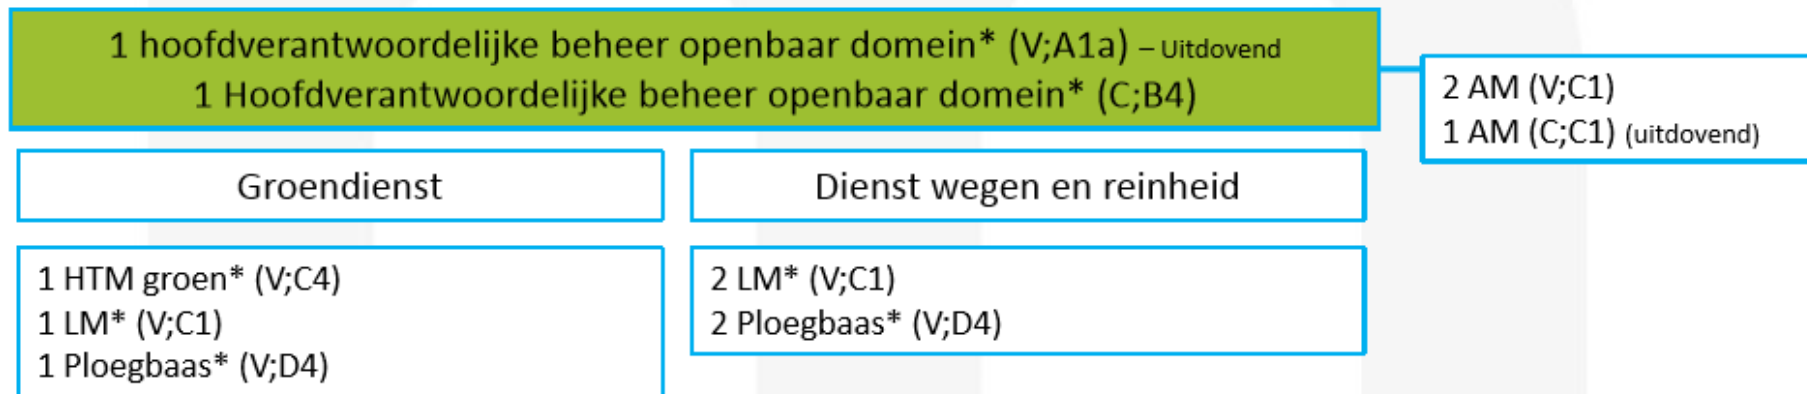 1 hoofdverantwoordelijke beheer openbaar domein* (V;A1a) – Uitdovend
1 Hoofdverantwoordelijke beheer openbaar domein* (C;B4)
2 AM (V;C1)
1 AM (C;C1) (uitdovend)
Groendienst
Dienst wegen en reinheid
1 HTM groen* (V;C4)
1 LM* (V;C1)
1 Ploegbaas* (V;D4)
2 LM* (V;C1)
2 Ploegbaas* (V;D4)